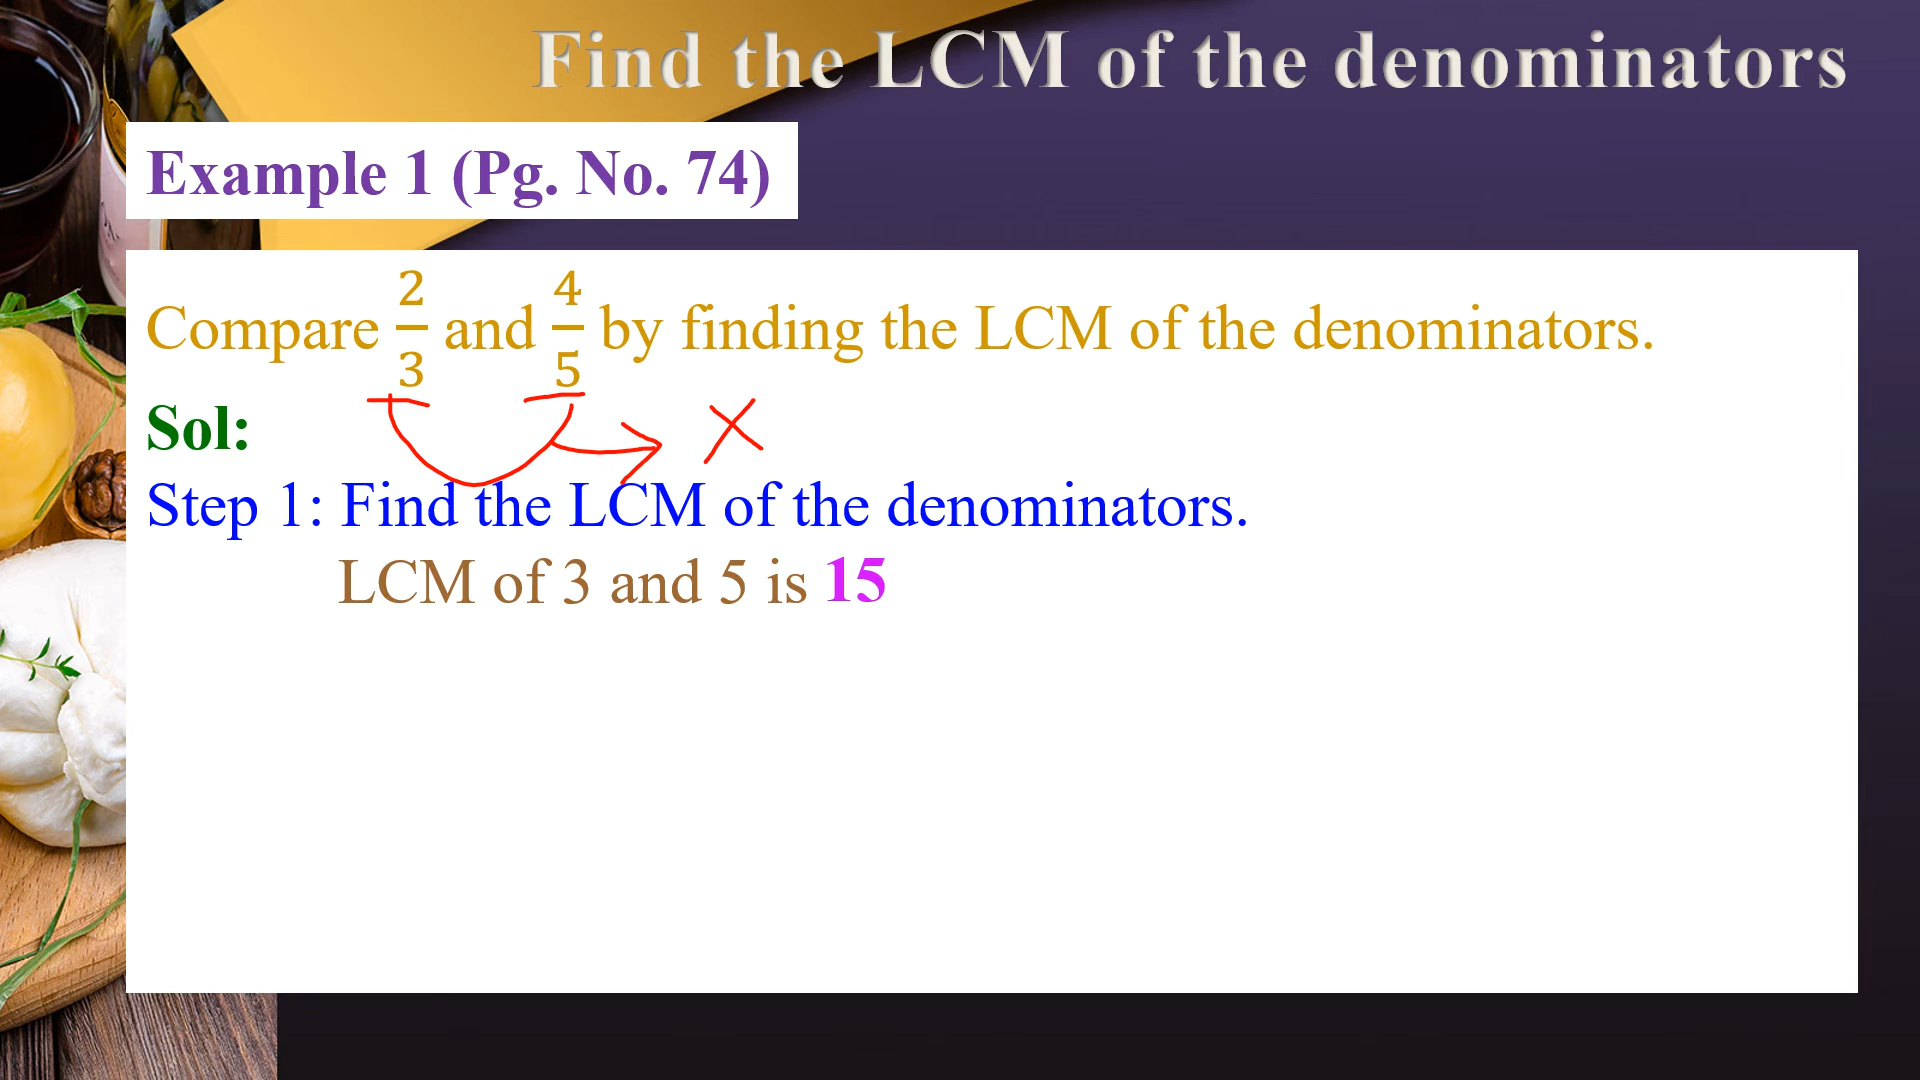 Find the LCM of the denominators
Example 1 (Pg. No. 74)
Compare 2/3 and 4/5 by finding the LCM of the denominators.
×
Sol:
Step 1: Find the LCM of the denominators.
LCM of 3 and 5 is 15